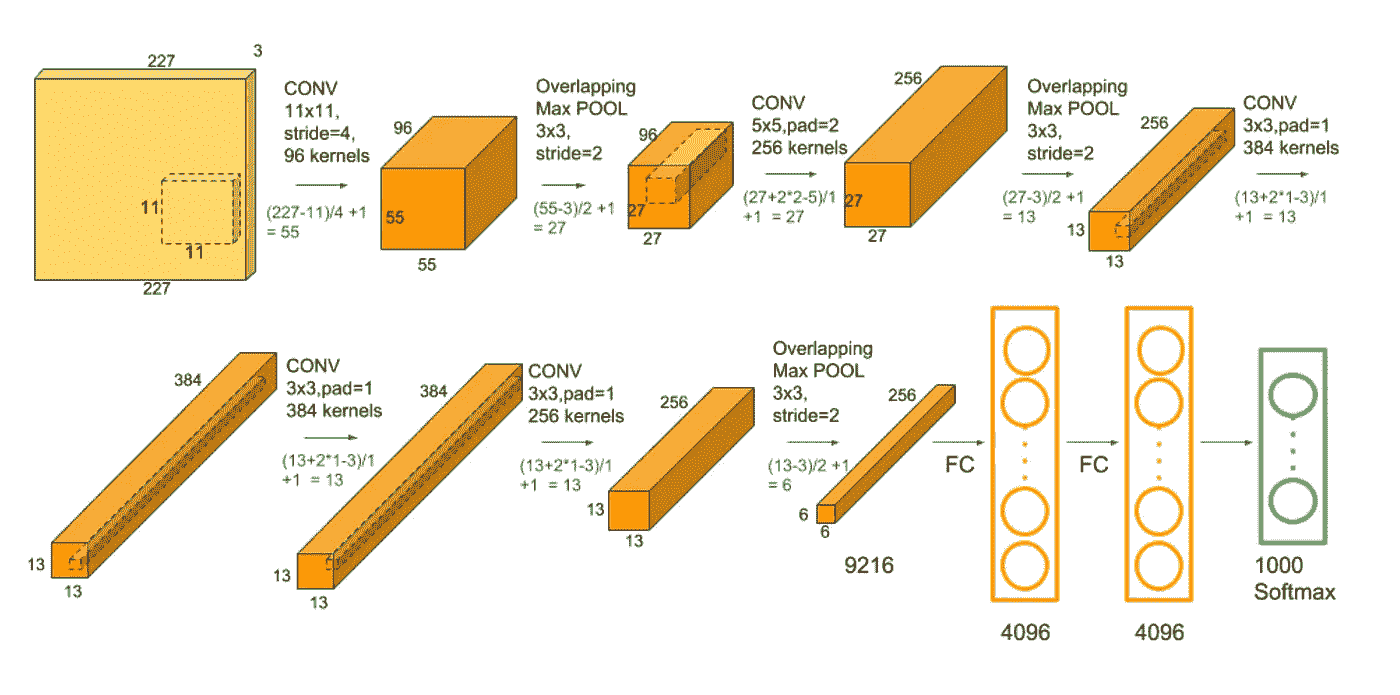 227
3
11
11
227
CONV
11x11,
stride=4,
96 kernels
(227-11)/4 +1
= 55
96
55
55
Overlapping
Max POOL
3x3,
stride=2
(55-3)/2 +1
= 27
96
27
27
CONV
5x5,pad=2
256 kernels
(27+2*2-5)/1
+1 = 27
256
27
27
Overlapping
Max POOL
3x3,
stride=2
(27-3)/2 +1
= 13
256
13
13
CONV
3x3,pad=1
384 kernels
(13+2*1-3)/1
+1 = 13
384
13
13
CONV
3x3,pad=1
384 kernels
(13+2*1-3)/1
+1 = 13
384
13
13
CONV
3x3,pad=1
256 kernels
(13+2*1-3)/1
+1 = 13
256
13
13
Overlapping
Max POOL
3x3,
stride=2
(13-3)/2 +1
= 6
256
6
6
9216
FC
4096
FC
4096
1000
Softmax